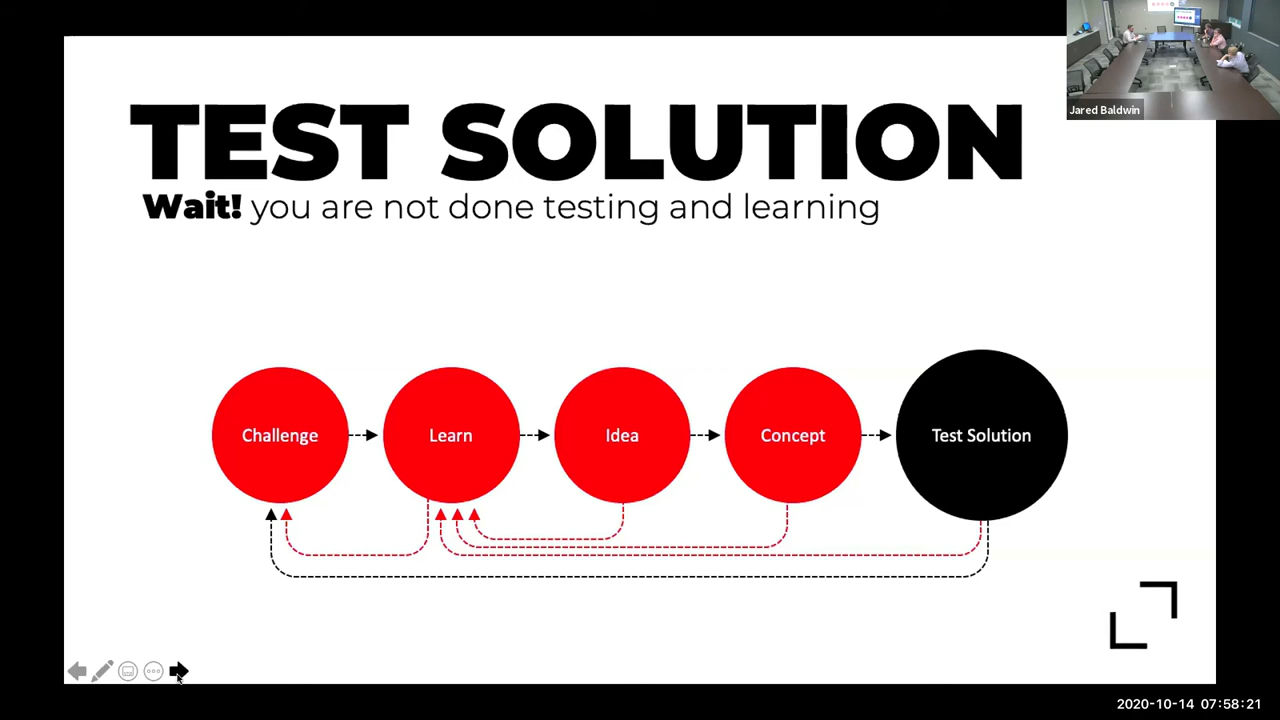 TEST SOLUTION
Wait! you are not done testing and learning
Jared Baldwin
Challenge
Learn
Idea
Concept
Test Solution
2020-10-14 07:58:21